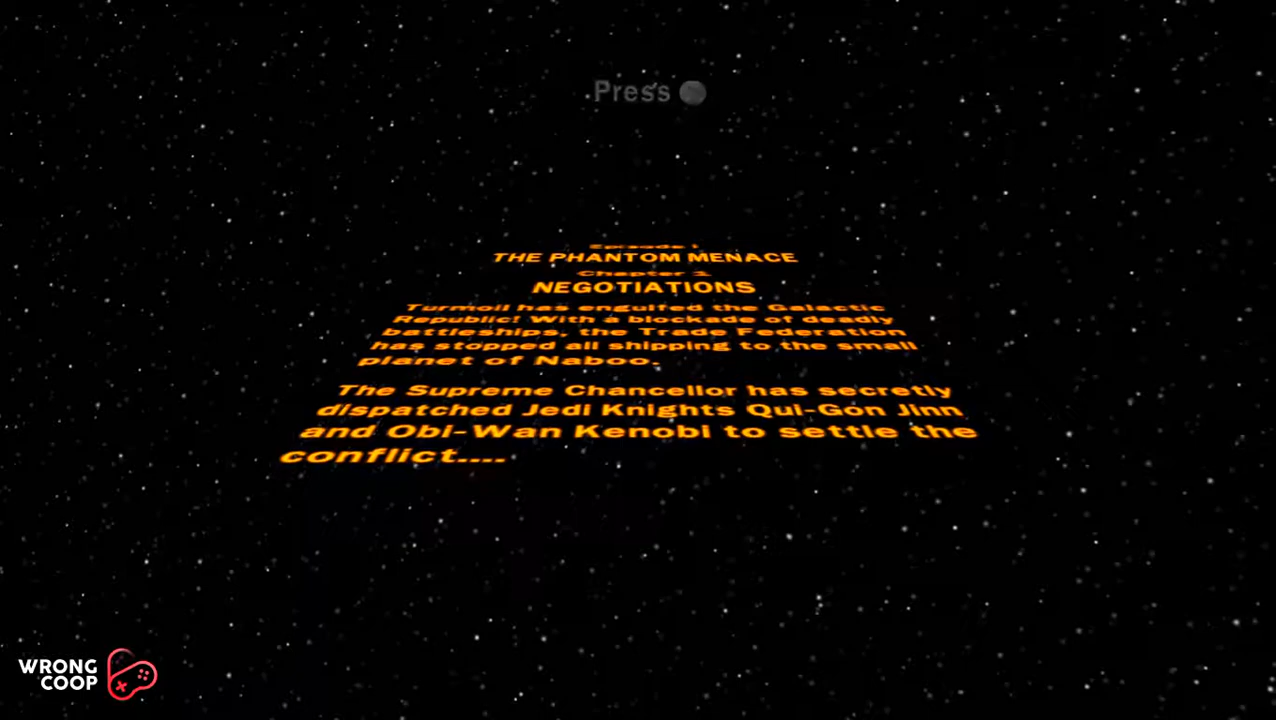 Press
Episode I
THE PHANTOM MENACE
Chapter 1
NEGOTIATIONS
Turmoil has engulfed the Galactic
Republic! With a blockade of deadly
battleships, the Trade Federation
has stopped all shipping to the small
planet of Naboo.
The Supreme Chancellor has secretly
dispatched Jedi Knights Qui-Gon Jinn
and Obi-Wan Kenobi to settle the
conflict....
WRONG
COOP